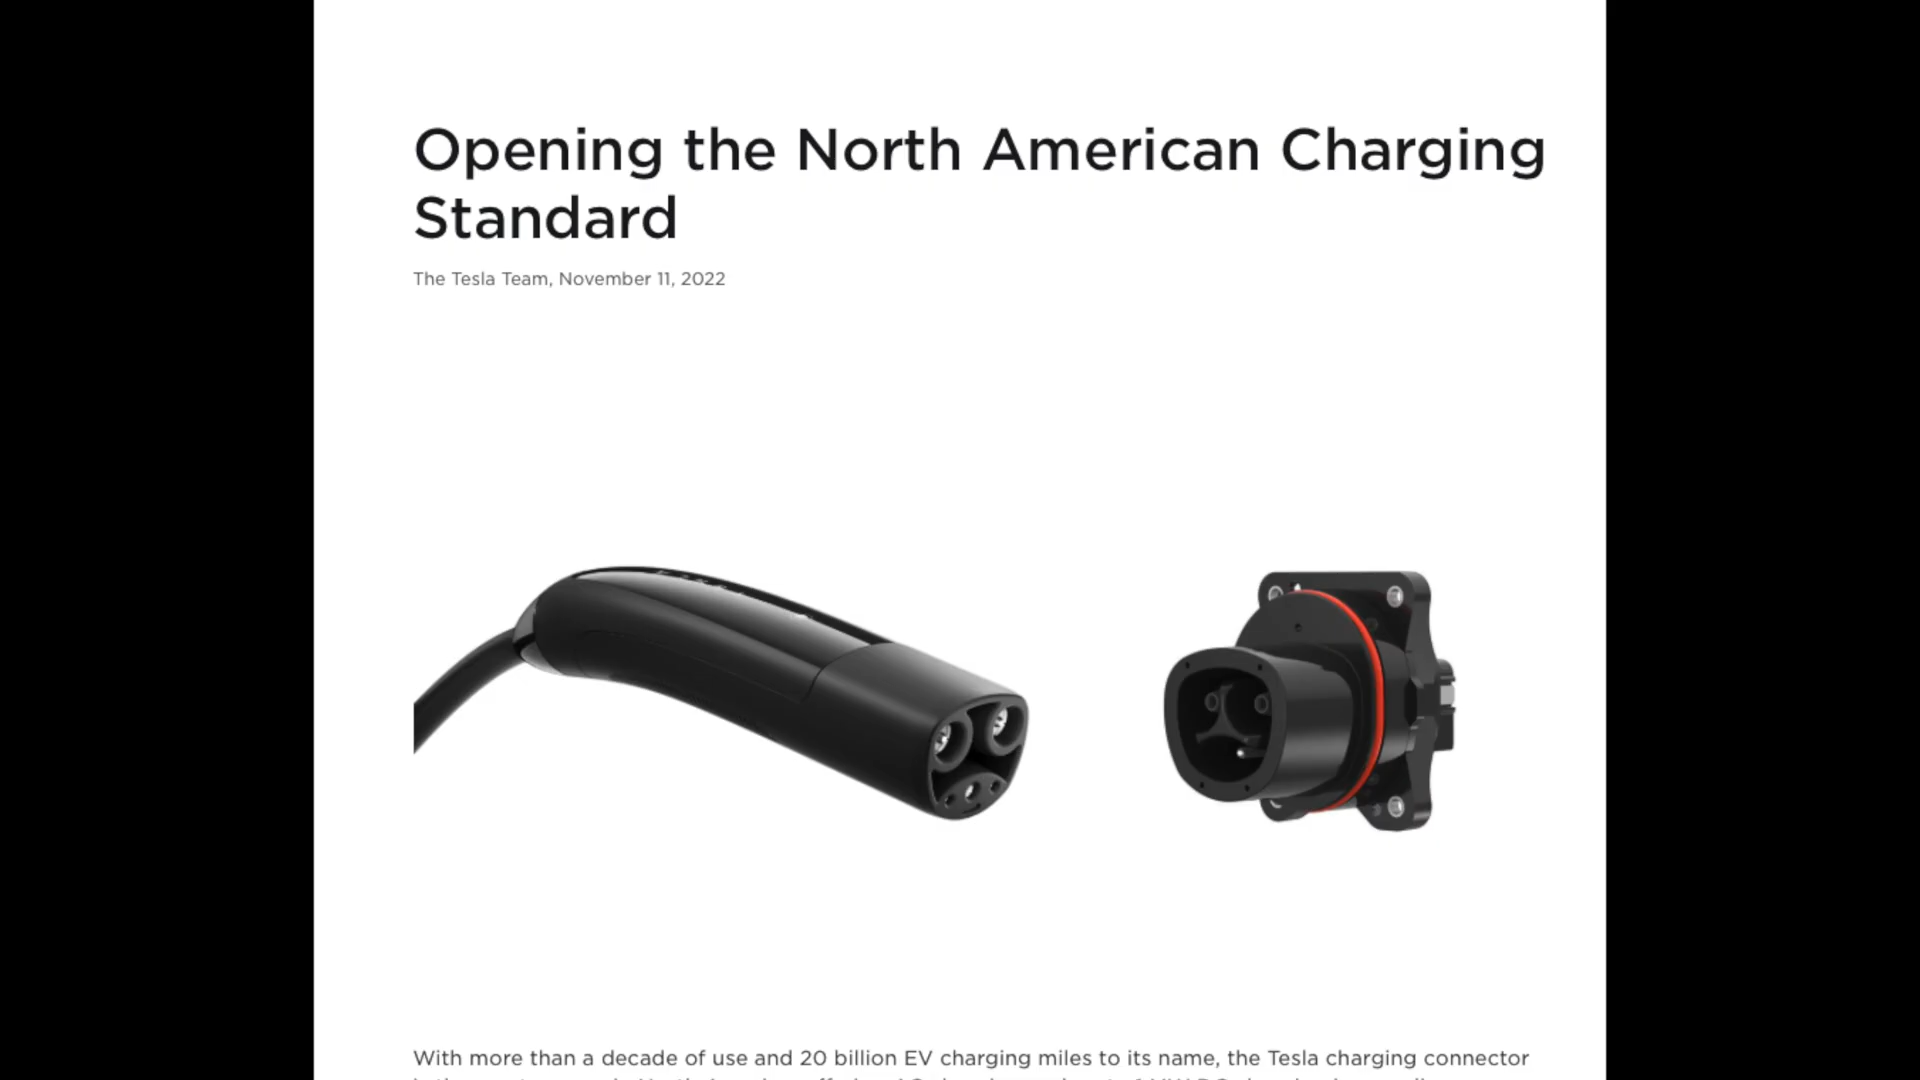 Opening the North American Charging
Standard
The Tesla Team, November 11, 2022
With more than a decade of use and 20 billion EV charging miles to its name, the Tesla charging connector